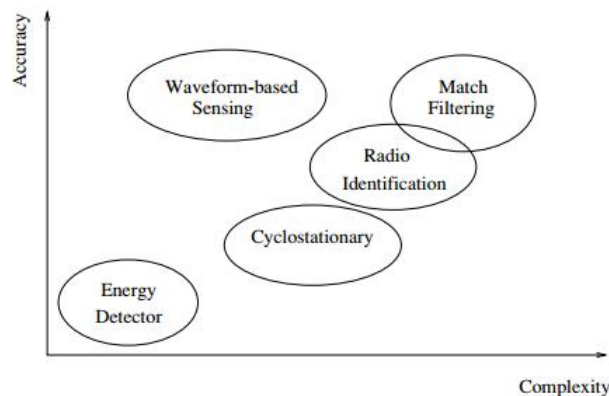 Accuracy
Waveform-based
Sensing
Match
Filtering
Radio
Identification
Cyclostationary
Energy
Detector
Complexity